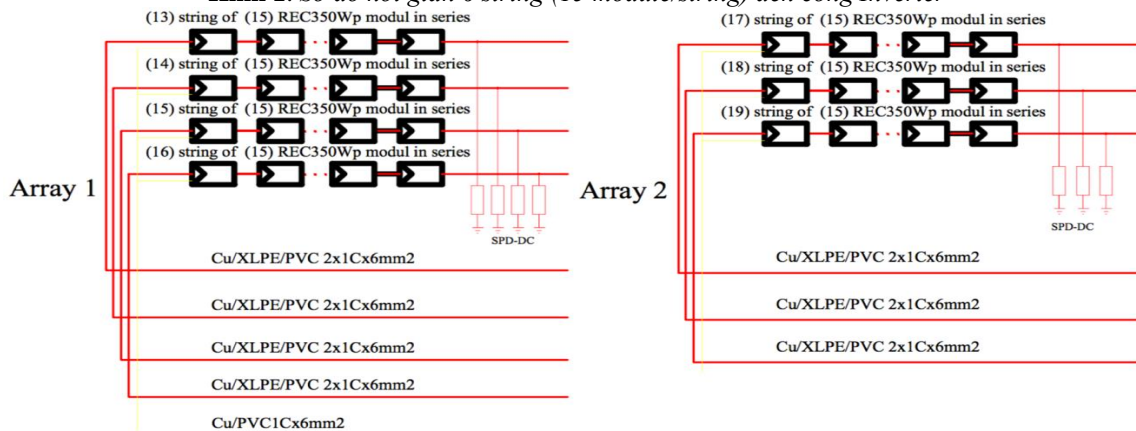 (13) string of (15) REC350Wp modul in series
(14) string of (15) REC350Wp modul in series
(15) string of (15) REC350Wp modul in series
(16) string of (15) REC350Wp modul in series
Array 1
SPD-DC
Cu/XLPE/PVC 2x1Cx6mm2
Cu/XLPE/PVC 2x1Cx6mm2
Cu/XLPE/PVC 2x1Cx6mm2
Cu/XLPE/PVC 2x1Cx6mm2
Cu/PVC1Cx6mm2
(17) string of (15) REC350Wp modul in series
(18) string of (15) REC350Wp modul in series
(19) string of (15) REC350Wp modul in series
Array 2
SPD-DC
Cu/XLPE/PVC 2x1Cx6mm2
Cu/XLPE/PVC 2x1Cx6mm2
Cu/XLPE/PVC 2x1Cx6mm2